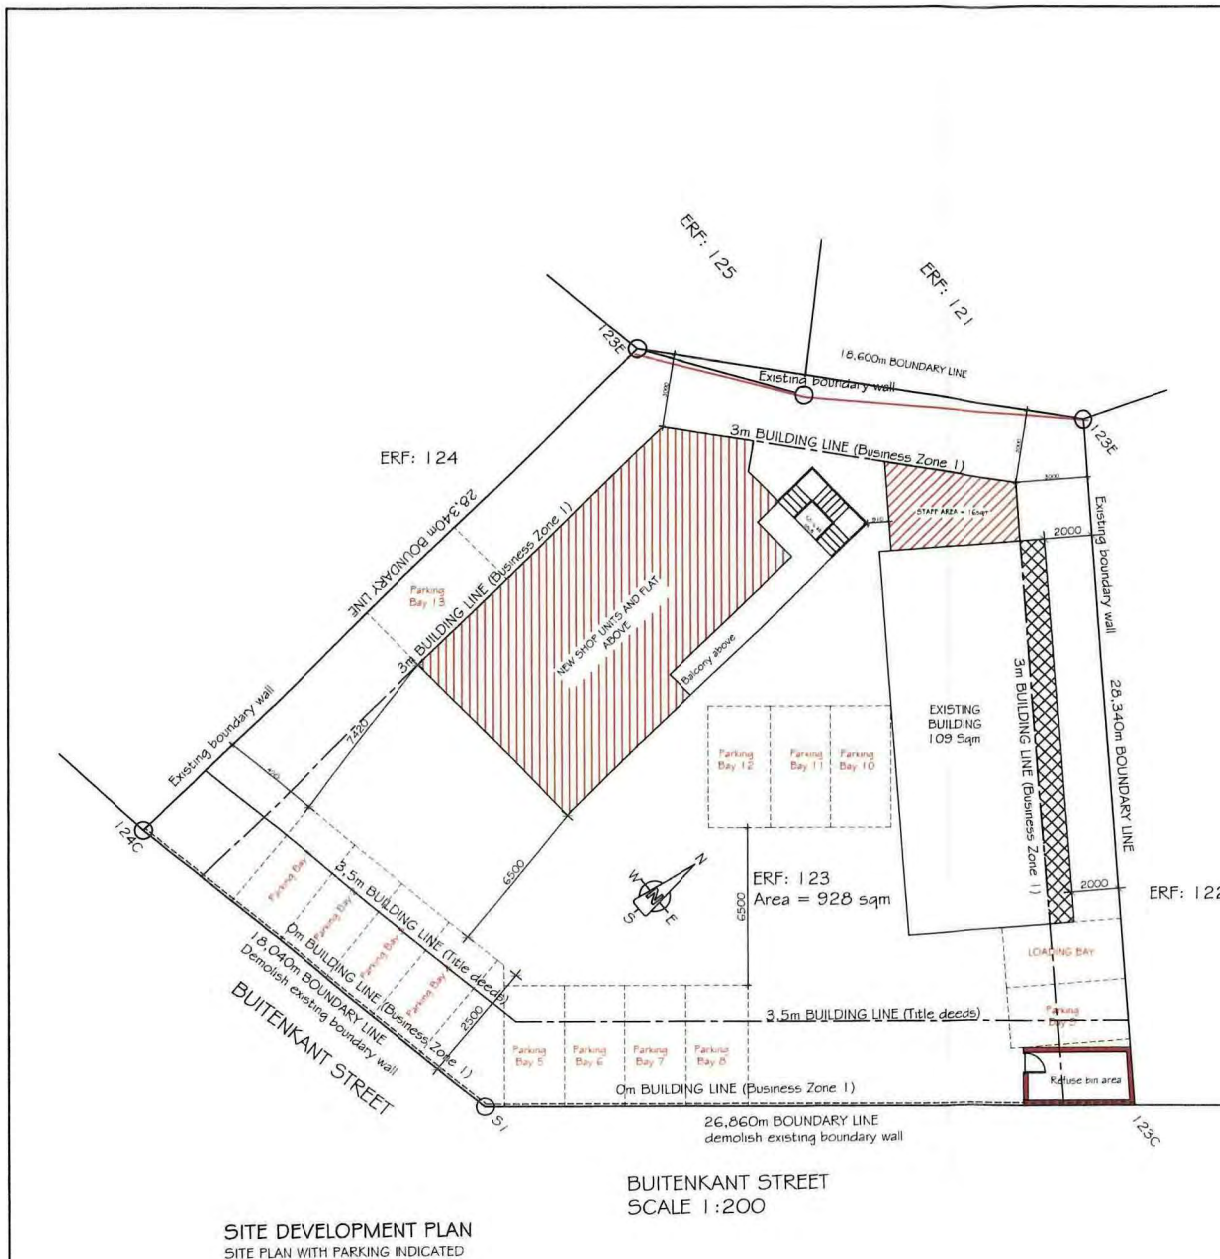 ERF: 125
ERF: 121
123E
18,600m BOUNDARY LINE
Existing boundary wall
123E
3m BUILDING LINE (Business Zone 1)
ERF: 124
28,340m BOUNDARY LINE
3000
STAFF AREA = 16sqm
2000
Existing boundary wall
3m BUILDING LINE (Business Zone 1)
Parking
Bay 13
NEW SHOP UNITS AND FLAT
ABOVE
Balcony above
3m BUILDING LINE (Business Zone 1)
28,340m BOUNDARY LINE
EXISTING
BUILDING
109 Sqm
Existing boundary wall
7420
Parking
Bay 12
Parking
Bay 11
Parking
Bay 10
124C
6500
N
W
E
S
ERF: 123
Area = 928 sqm
6500
2000
ERF: 122
Parking Bay
Parking Bay
Parking Bay
Parking Bay
3,5m BUILDING LINE (Title deeds)
0m BUILDING LINE (Business Zone 1)
18,040m BOUNDARY LINE
Demolish existing boundary wall
BUITENKANT STREET
2500
LOADING BAY
3,5m BUILDING LINE (Title deeds)
Parking
Bay 9
Parking
Bay 5
Parking
Bay 6
Parking
Bay 7
Parking
Bay 8
0m BUILDING LINE (Business Zone 1)
Refuse bin area
S1
26,860m BOUNDARY LINE
demolish existing boundary wall
123C
BUITENKANT STREET
SCALE 1:200
SITE DEVELOPMENT PLAN
SITE PLAN WITH PARKING INDICATED